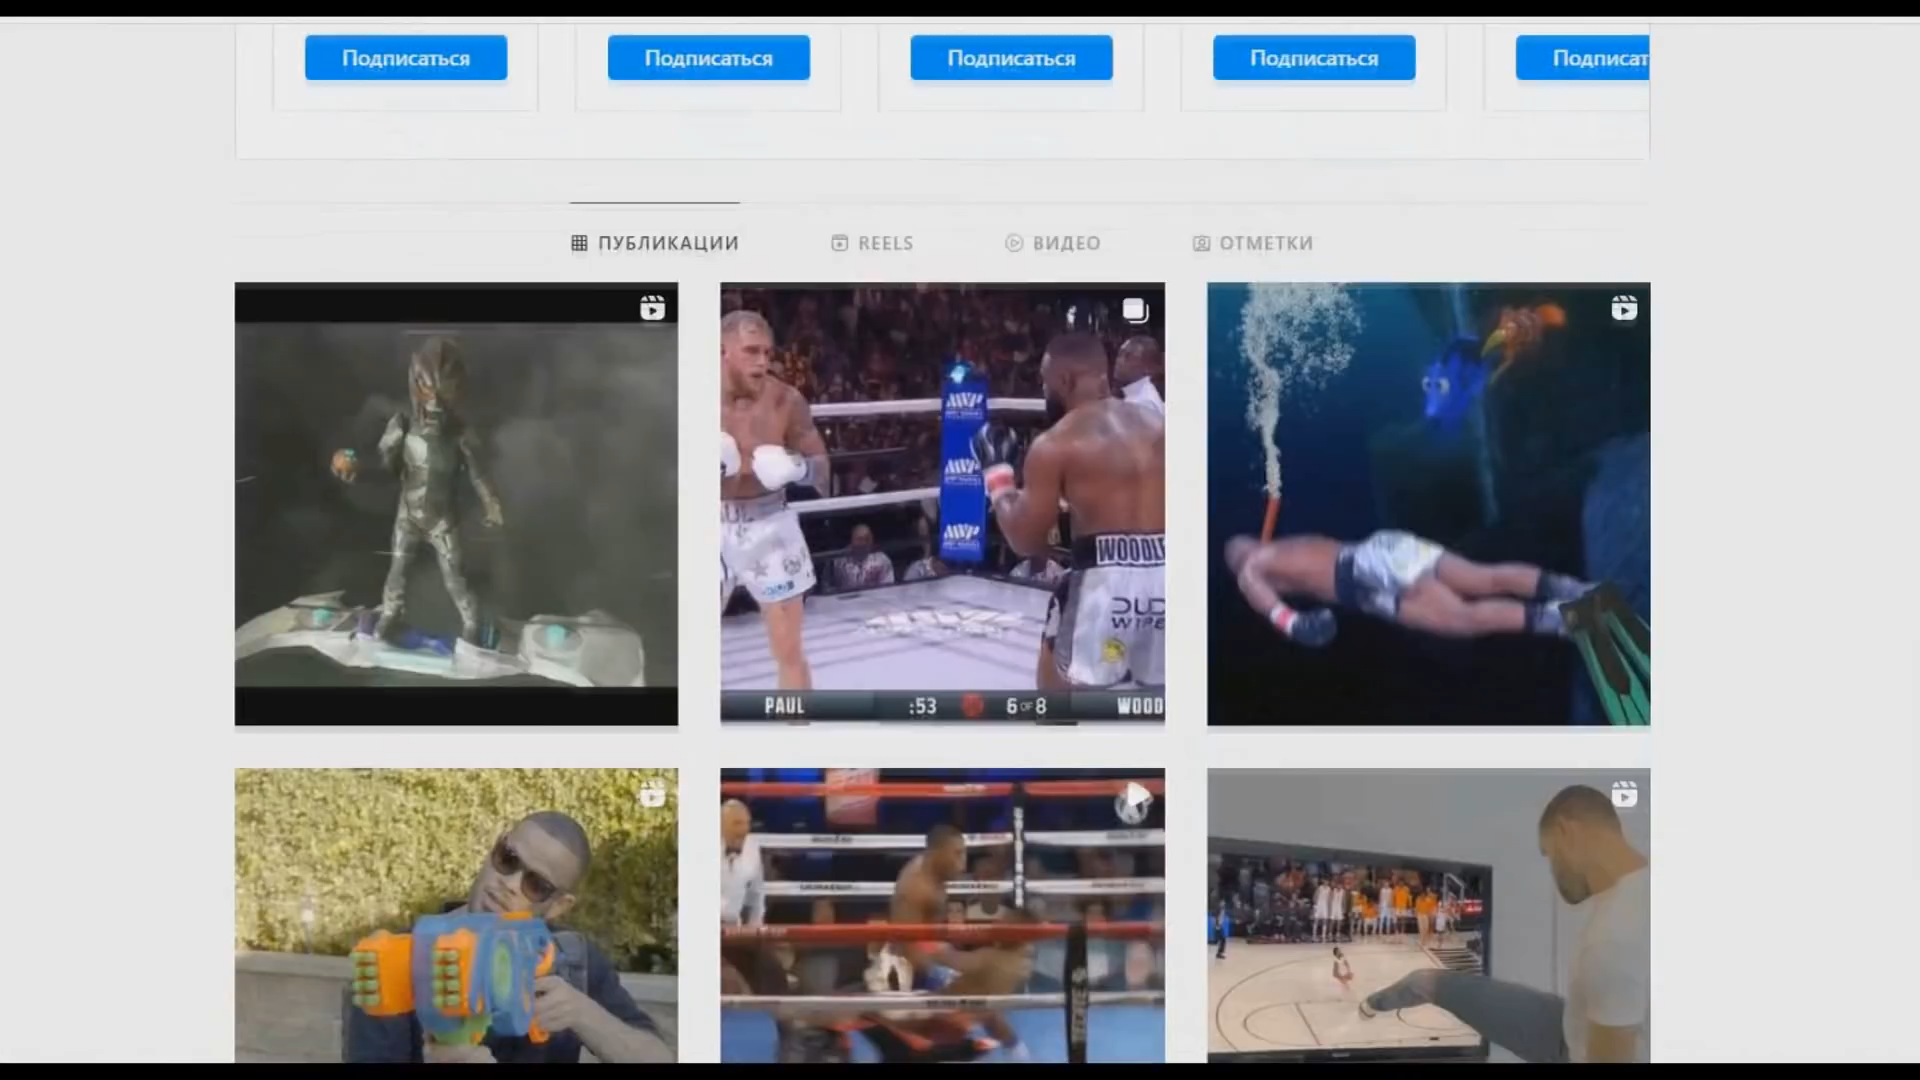 Подписаться Подписаться Подписаться Подписаться Подписат
ПУБЛИКАЦИИ REELS ВИДЕО ОТМЕТКИ
WOODL
DUD
WIPE
PAUL :53 6 OF 8 WOOD